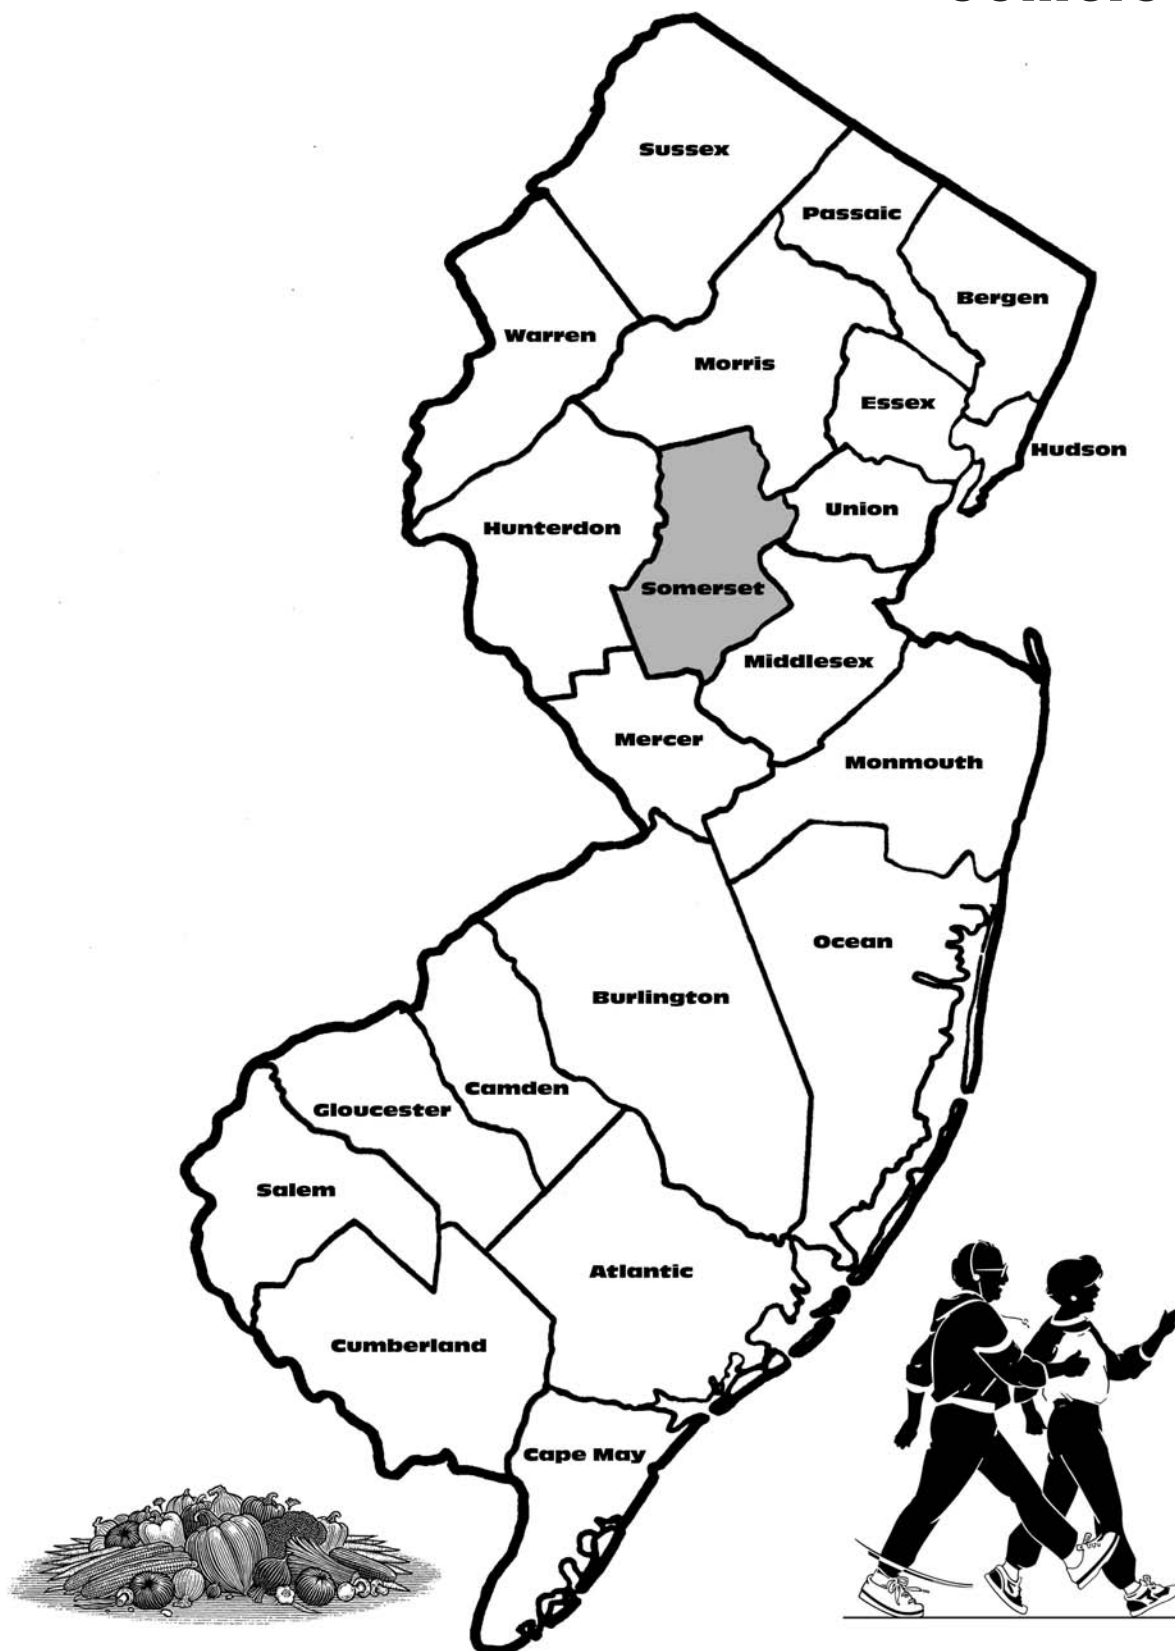 Sussex
Passaic
Bergen
Warren
Morris
Essex
Hudson
Union
Hunterdon
Somerset
Middlesex
Mercer
Monmouth
Ocean
Burlington
Camden
Gloucester
Salem
Atlantic
Cumberland
Cape May